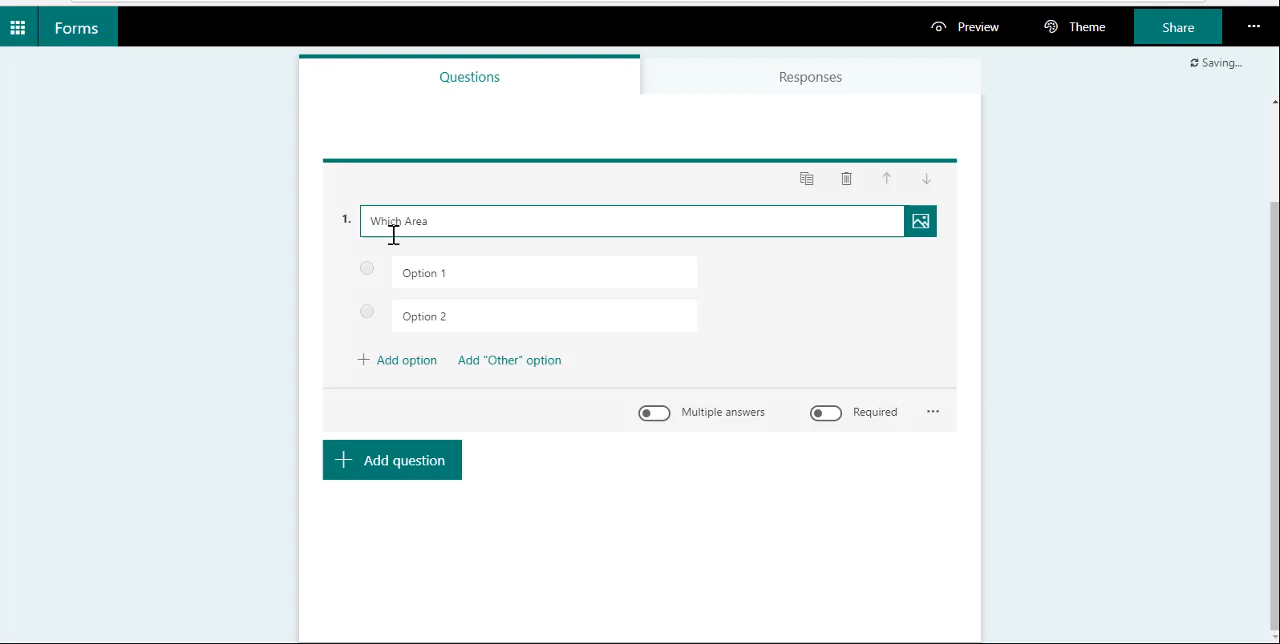 Forms
Preview
Theme
Share
...
Questions
Responses
Saving...
1.
Which Area
Option 1
Option 2
+ Add option
Add "Other" option
Multiple answers
Required
...
+ Add question